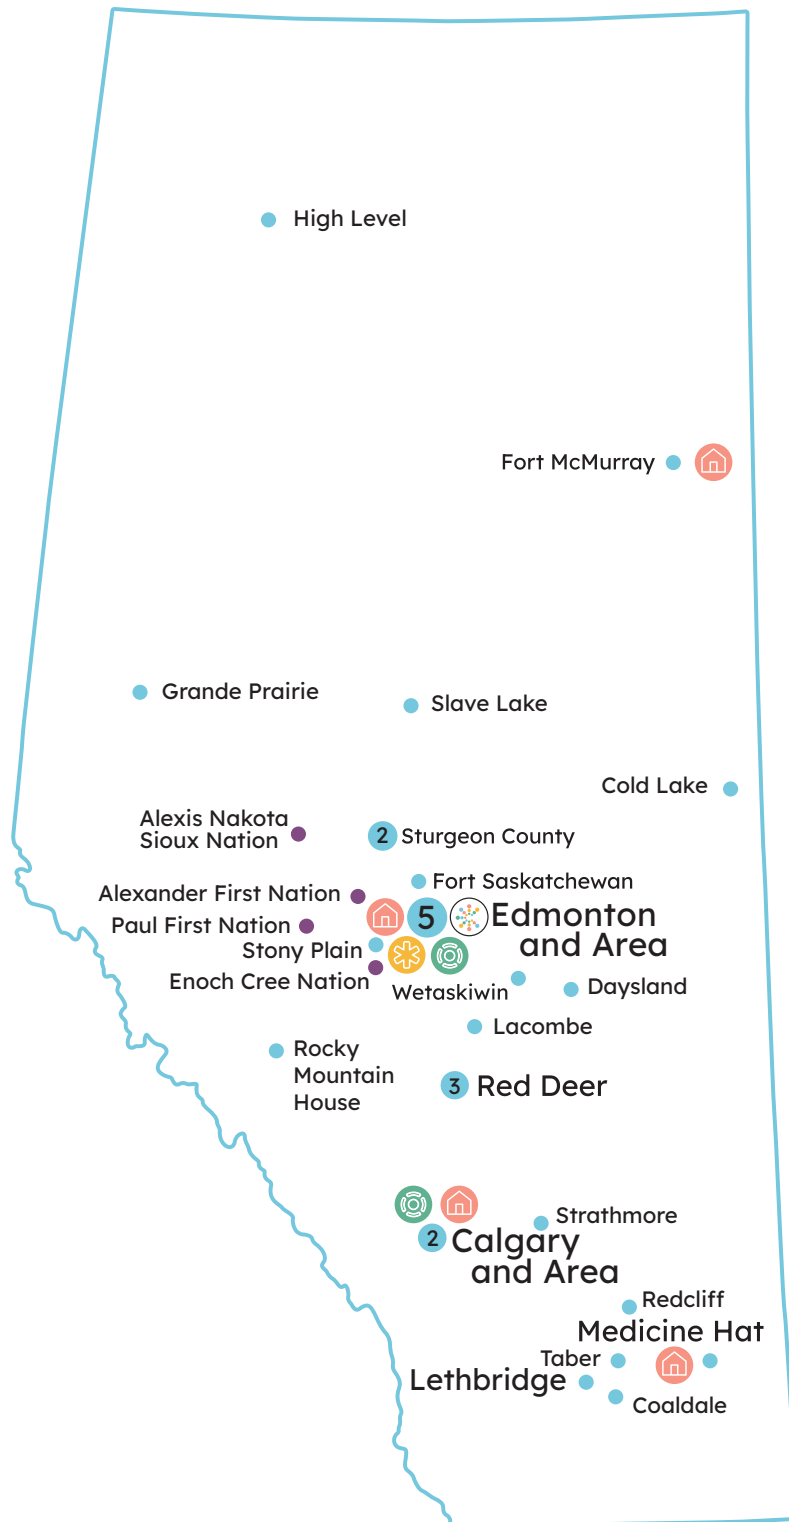 High Level
Fort McMurray
Grande Prairie
Slave Lake
Cold Lake
Alexis Nakota
Sioux Nation
2 Sturgeon County
Fort Saskatchewan
Alexander First Nation
5 Edmonton
and Area
Paul First Nation
Stony Plain
Enoch Cree Nation
Wetaskiwin
Daysland
Lacombe
Rocky
Mountain
House
3 Red Deer
Strathmore
2 Calgary
and Area
Redcliff
Medicine Hat
Taber
Lethbridge
Coaldale